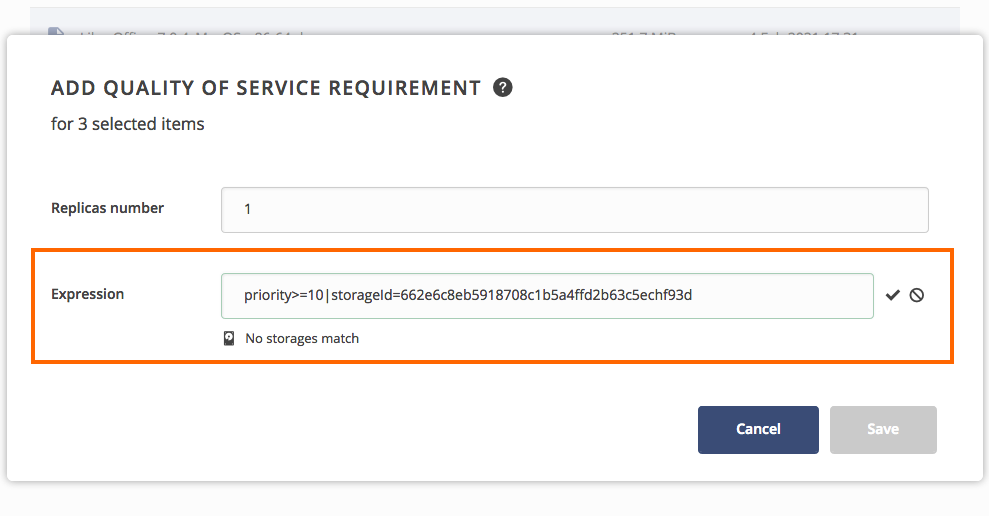 ADD QUALITY OF SERVICE REQUIREMENT ?
for 3 selected items
Replicas number
1
Expression
priority>=10|storageId=662e6c8eb5918708c1b5a4ffd2b63c5echf93d
No storages match
Cancel
Save